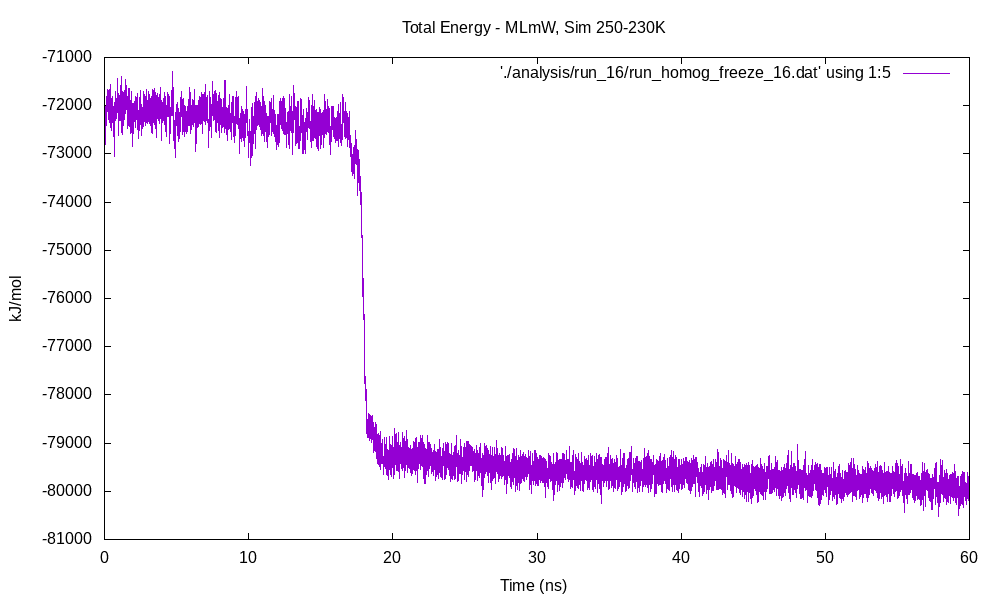 Total Energy - MLmW, Sim 250-230K
'./analysis/run_16/run_homog_freeze_16.dat' using 1:5
-71000
-72000
-73000
-74000
-75000
-76000
-77000
-78000
-79000
-80000
-81000
kJ/mol
0 10 20 30 40 50 60
Time (ns)